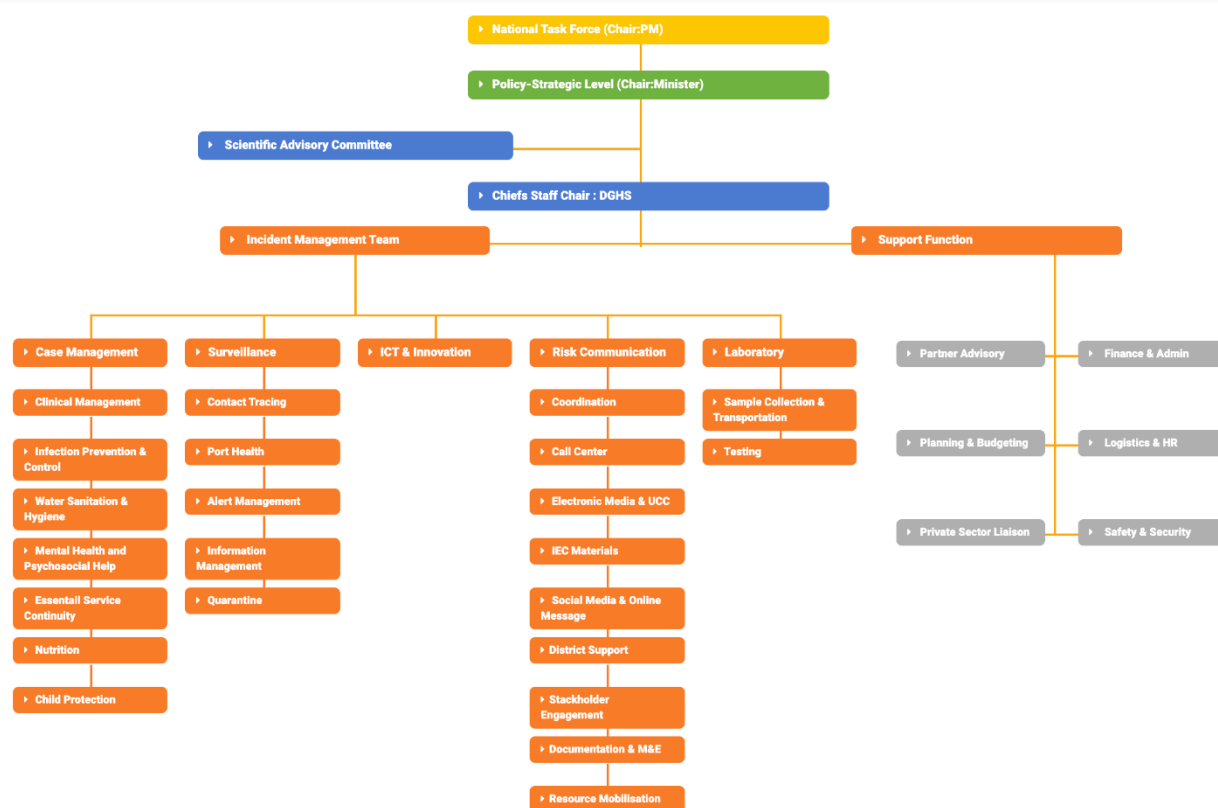 National Task Force (Chair:PM)
Policy-Strategic Level (Chair:Minister)
Scientific Advisory Committee
Chiefs Staff Chair : DGHS
Incident Management Team
Support Function
Case Management
Clinical Management
Infection Prevention &
Control
Water Sanitation &
Hygiene
Mental Health and
Psychosocial Help
Essentail Service
Continuity
Nutrition
Child Protection
Surveillance
Contact Tracing
Port Health
Alert Management
Information
Management
Quarantine
ICT & Innovation
Risk Communication
Coordination
Call Center
Electronic Media & UCC
IEC Materials
Social Media & Online
Message
District Support
Stackholder
Engagement
Documentation & M&E
Resource Mobilisation
Laboratory
Sample Collection &
Transportation
Testing
Partner Advisory
Finance & Admin
Planning & Budgeting
Logistics & HR
Private Sector Liaison
Safety & Security